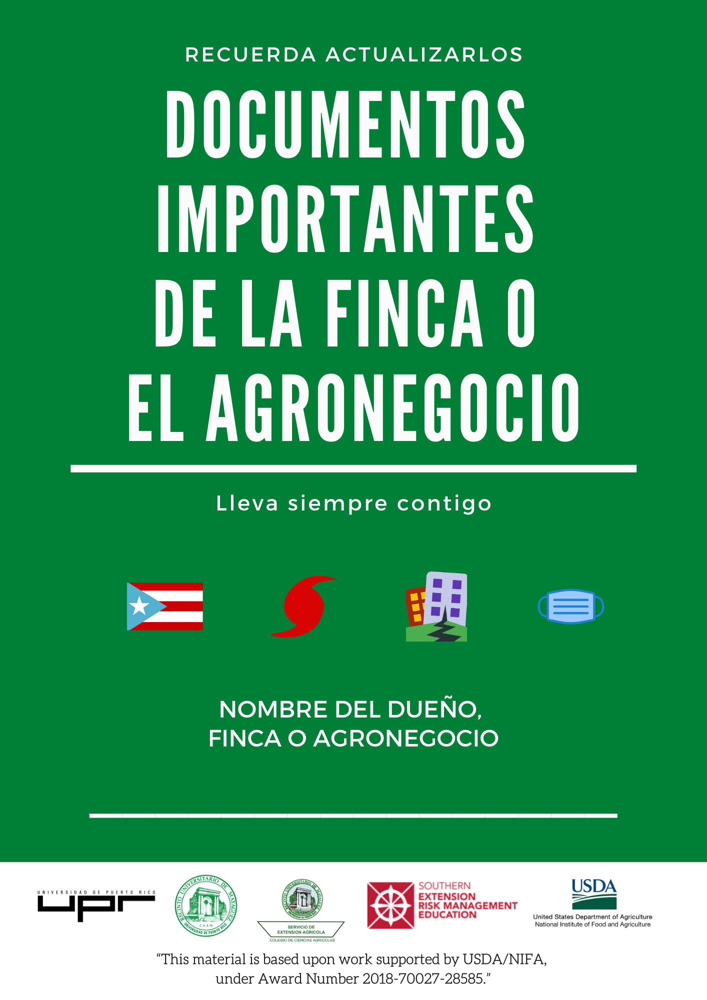 RECUERDA ACTUALIZARLOS
DOCUMENTOS
IMPORTANTES
DE LA FINCA O
EL AGRONEGOCIO
Lleva siempre contigo
NOMBRE DEL DUEÑO,
FINCA O AGRONEGOCIO
UNIVERSIDAD DE PUERTO RICO
upr
RECINTO UNIVERSITARIO DE MAYAGUEZ
CAAM
UNIVERSIDAD DE PUERTO RICO
RECINTO UNIVERSITARIO DE MAYAGUEZ
CAAM
UNIVERSIDAD DE PUERTO RICO
SERVICIO DE
EXTENSION AGRICOLA
COLEGIO DE CIENCIAS AGRICOLAS
SOUTHERN
EXTENSION
RISK MANAGEMENT
EDUCATION
USDA
United States Department of Agriculture
National Institute of Food and Agriculture
“This material is based upon work supported by USDA/NIFA,
under Award Number 2018-70027-28585.”